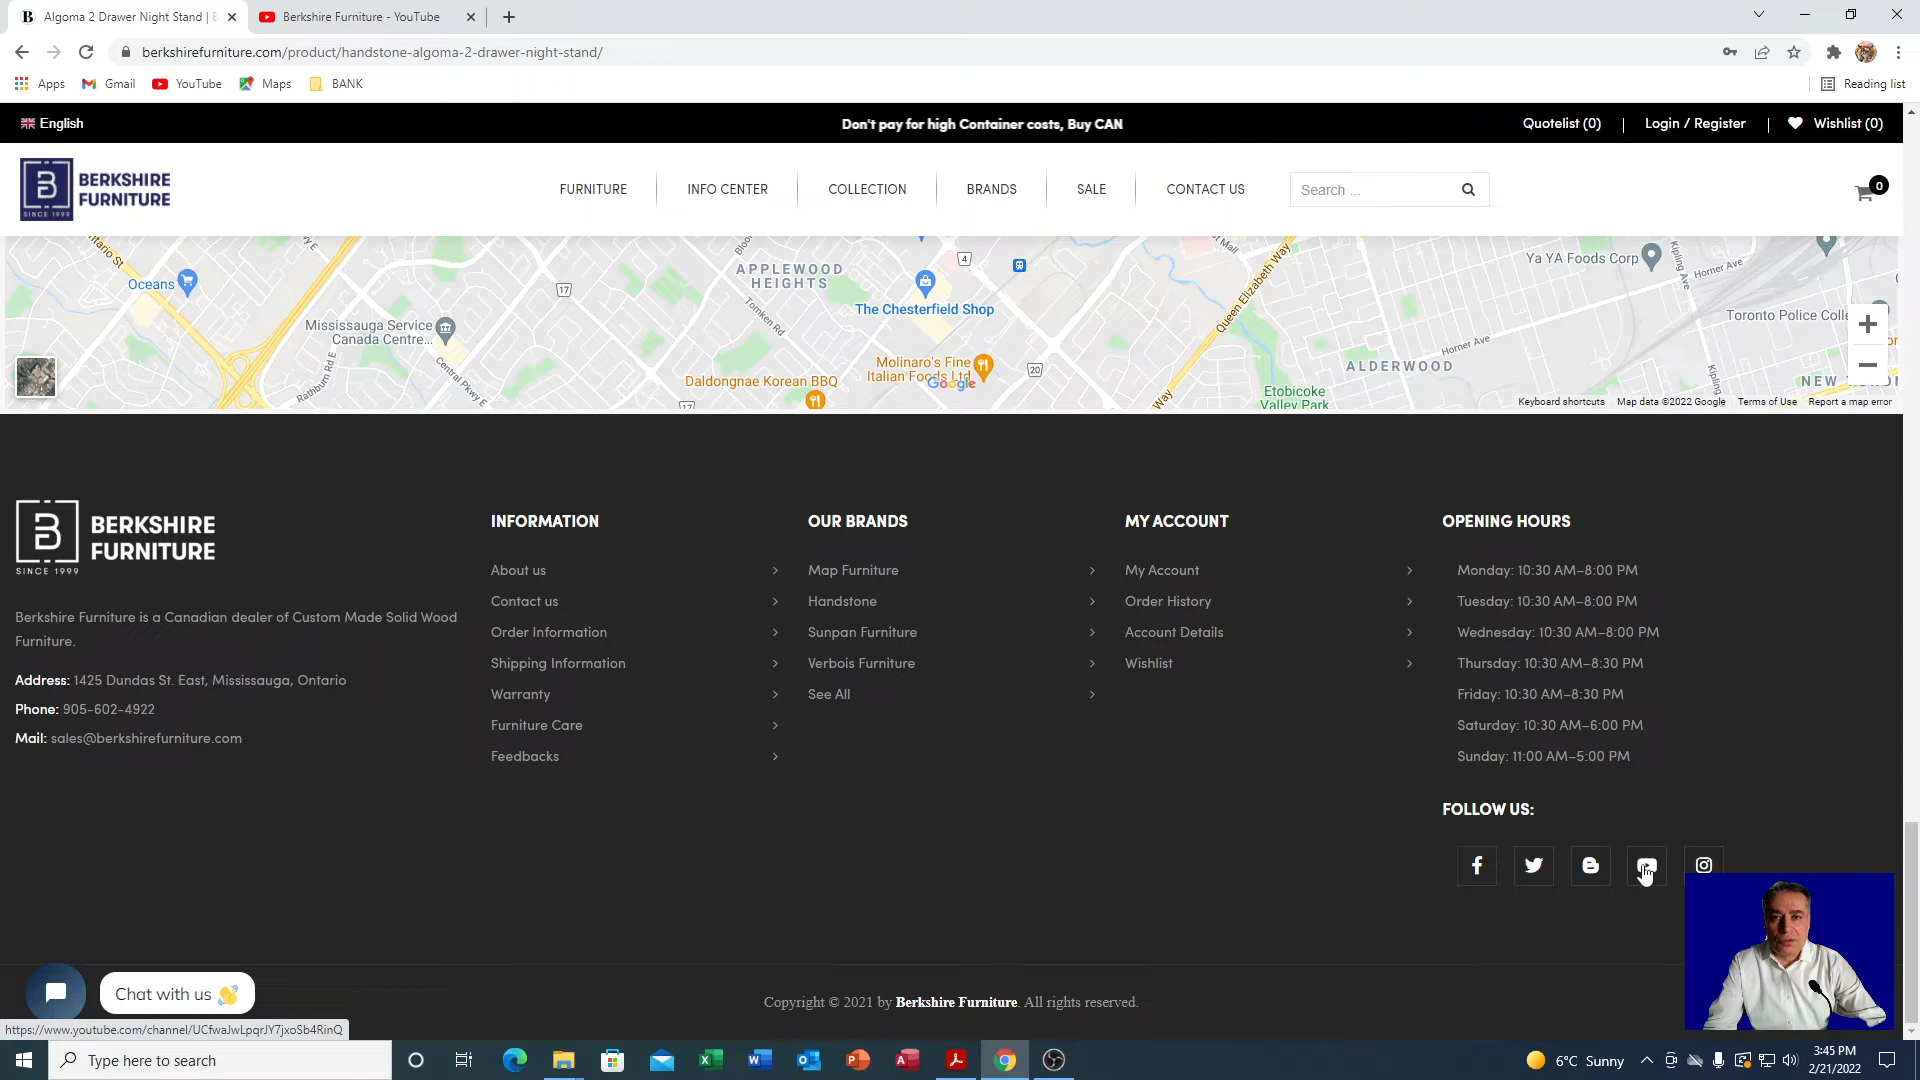 Algoma 2 Drawer Night Stand | B
Berkshire Furniture - YouTube
berkshirefurniture.com/product/handstone-algoma-2-drawer-night-stand/
Apps
Gmail
YouTube
Maps
BANK
Reading list
English
Don't pay for high Container costs, Buy CAN
Quotelist (0)
Login / Register
Wishlist (0)
B
SINCE 1999
BERKSHIRE
FURNITURE
FURNITURE
INFO CENTER
COLLECTION
BRANDS
SALE
CONTACT US
Search ...
0
Oceans
Mississauga Service
Canada Centre...
Rathburn Rd E
Central Pkwy E
17
APPLEWOOD
HEIGHTS
Tomken Rd
4
The Chesterfield Shop
Molinaro's Fine
Italian Foods Ltd
Google
Daldongnae Korean BBQ
17
20
Queen Elizabeth Way
Way
Etobicoke
Valley Park
ALDERWOOD
Horner Ave
Horner Ave
Kipling Ave
Ya YA Foods Corp
Toronto Police Colle
Keyboard shortcuts
Map data ©2022 Google
Terms of Use
Report a map error
B
SINCE 1999
BERKSHIRE
FURNITURE
Berkshire Furniture is a Canadian dealer of Custom Made Solid Wood
Furniture.
Address: 1425 Dundas St. East, Mississauga, Ontario
Phone: 905-602-4922
Mail: sales@berkshirefurniture.com
INFORMATION
About us
Contact us
Order Information
Shipping Information
Warranty
Furniture Care
Feedbacks
OUR BRANDS
Map Furniture
Handstone
Sunpan Furniture
Verbois Furniture
See All
MY ACCOUNT
My Account
Order History
Account Details
Wishlist
OPENING HOURS
Monday: 10:30 AM–8:00 PM
Tuesday: 10:30 AM–8:00 PM
Wednesday: 10:30 AM–8:00 PM
Thursday: 10:30 AM–8:30 PM
Friday: 10:30 AM–8:30 PM
Saturday: 10:30 AM–6:00 PM
Sunday: 11:00 AM–5:00 PM
FOLLOW US:
Chat with us
Copyright © 2021 by Berkshire Furniture. All rights reserved.
https://www.youtube.com/channel/UCfwaJwLpqrJY7jxoSb4RinQ
Type here to search
6°C Sunny
3:45 PM
2/21/2022